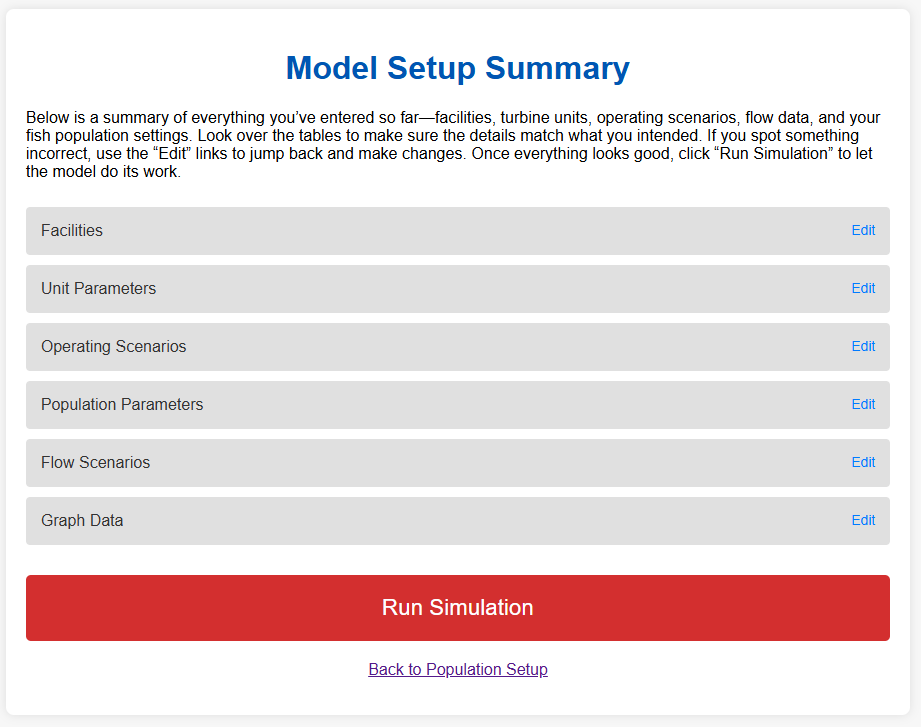 Model Setup Summary
Below is a summary of everything you’ve entered so far—facilities, turbine units, operating scenarios, flow data, and your
fish population settings. Look over the tables to make sure the details match what you intended. If you spot something
incorrect, use the “Edit” links to jump back and make changes. Once everything looks good, click “Run Simulation” to let
the model do its work.
Facilities Edit
Unit Parameters Edit
Operating Scenarios Edit
Population Parameters Edit
Flow Scenarios Edit
Graph Data Edit
Run Simulation
Back to Population Setup